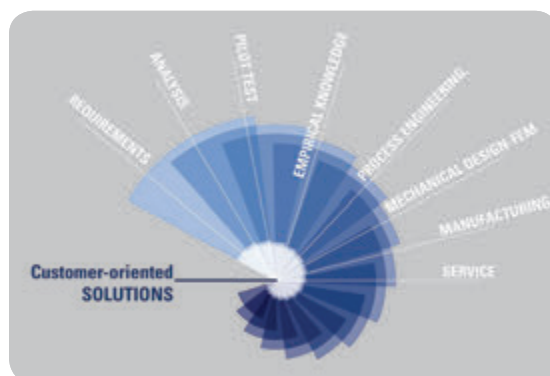 REQUIREMENTS
ANALYSIS
PILOT TEST
EMPIRICAL KNOWLEDGE
PROCESS ENGINEERING,
MECHANICAL DESIGN FEM
MANUFACTURING
SERVICE
Customer-oriented
SOLUTIONS